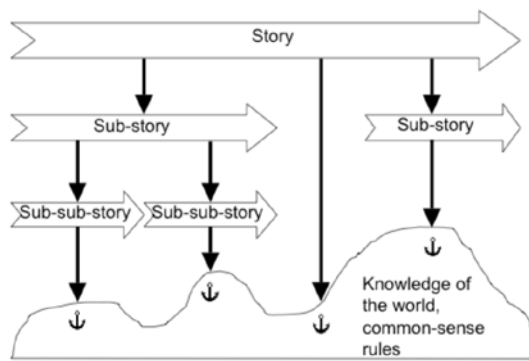 Story
Sub-story
Sub-story
Sub-sub-story
Sub-sub-story
Knowledge of
the world,
common-sense
rules